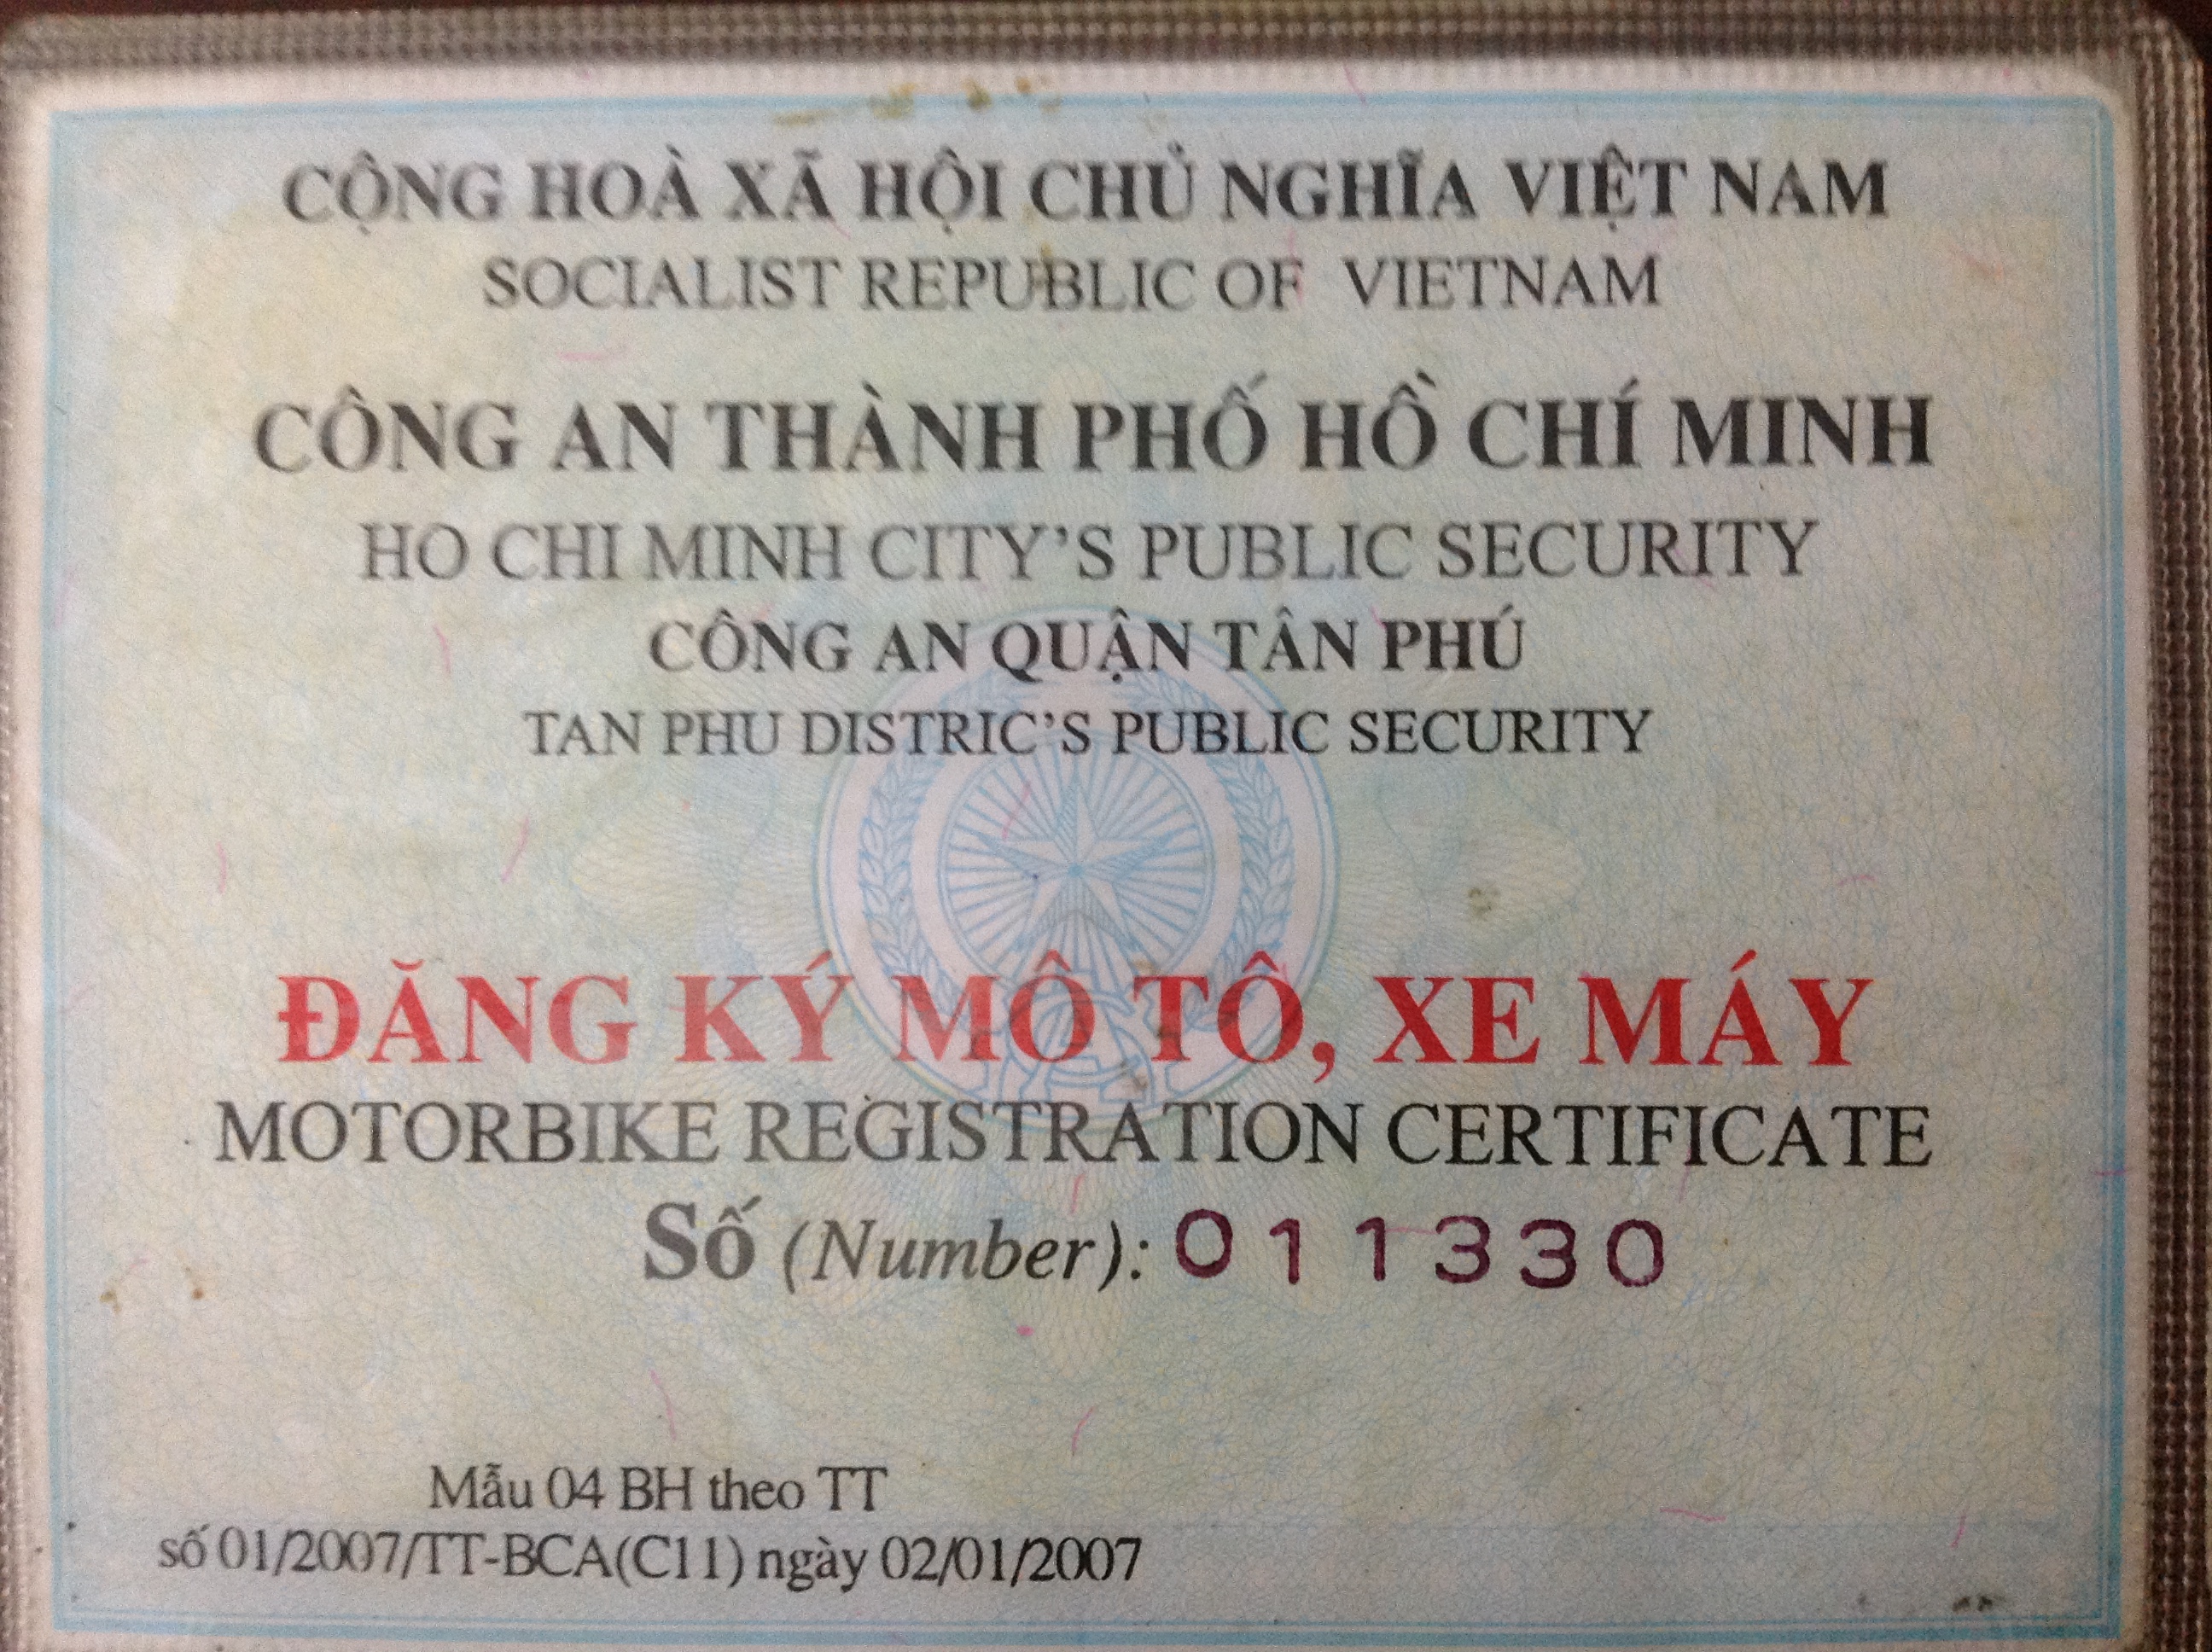 CỘNG HOÀ XÃ HỘI CHỦ NGHĨA VIỆT NAM
SOCIALIST REPUBLIC OF VIETNAM
CÔNG AN THÀNH PHỐ HỒ CHÍ MINH
HO CHI MINH CITY'S PUBLIC SECURITY
CÔNG AN QUẬN TÂN PHÚ
TAN PHU DISTRIC'S PUBLIC SECURITY
ĐĂNG KÝ MÔ TÔ, XE MÁY
MOTORBIKE REGISTRATION CERTIFICATE
Số (Number): 011330
Mẫu 04 BH theo TT
số 01/2007/TT-BCA(C11) ngày 02/01/2007